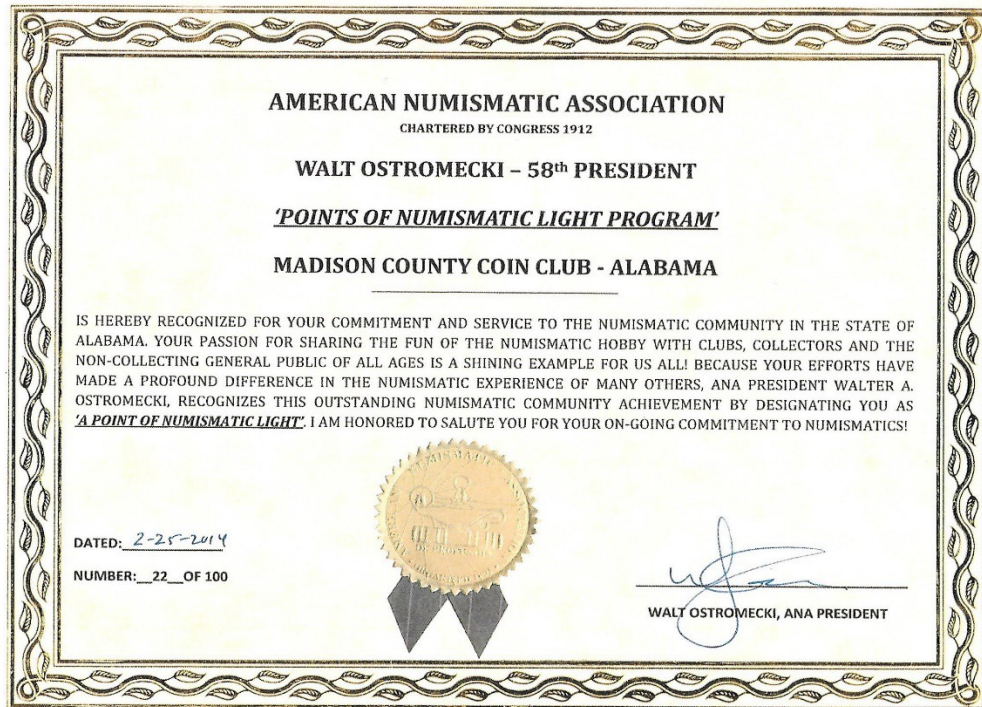 AMERICAN NUMISMATIC ASSOCIATION
CHARTERED BY CONGRESS 1912
WALT OSTROMECKI – 58th PRESIDENT
‘POINTS OF NUMISMATIC LIGHT PROGRAM’
MADISON COUNTY COIN CLUB - ALABAMA
IS HEREBY RECOGNIZED FOR YOUR COMMITMENT AND SERVICE TO THE NUMISMATIC COMMUNITY IN THE STATE OF
ALABAMA. YOUR PASSION FOR SHARING THE FUN OF THE NUMISMATIC HOBBY WITH CLUBS, COLLECTORS AND THE
NON-COLLECTING GENERAL PUBLIC OF ALL AGES IS A SHINING EXAMPLE FOR US ALL! BECAUSE YOUR EFFORTS HAVE
MADE A PROFOUND DIFFERENCE IN THE NUMISMATIC EXPERIENCE OF MANY OTHERS, ANA PRESIDENT WALTER A.
OSTROMECKI, RECOGNIZES THIS OUTSTANDING NUMISMATIC COMMUNITY ACHIEVEMENT BY DESIGNATING YOU AS
‘A POINT OF NUMISMATIC LIGHT’. I AM HONORED TO SALUTE YOU FOR YOUR ON-GOING COMMITMENT TO NUMISMATICS!
NUMISMATIC
DATED: 2-25-2014
NUMBER:__22__OF 100
WALT OSTROMECKI, ANA PRESIDENT